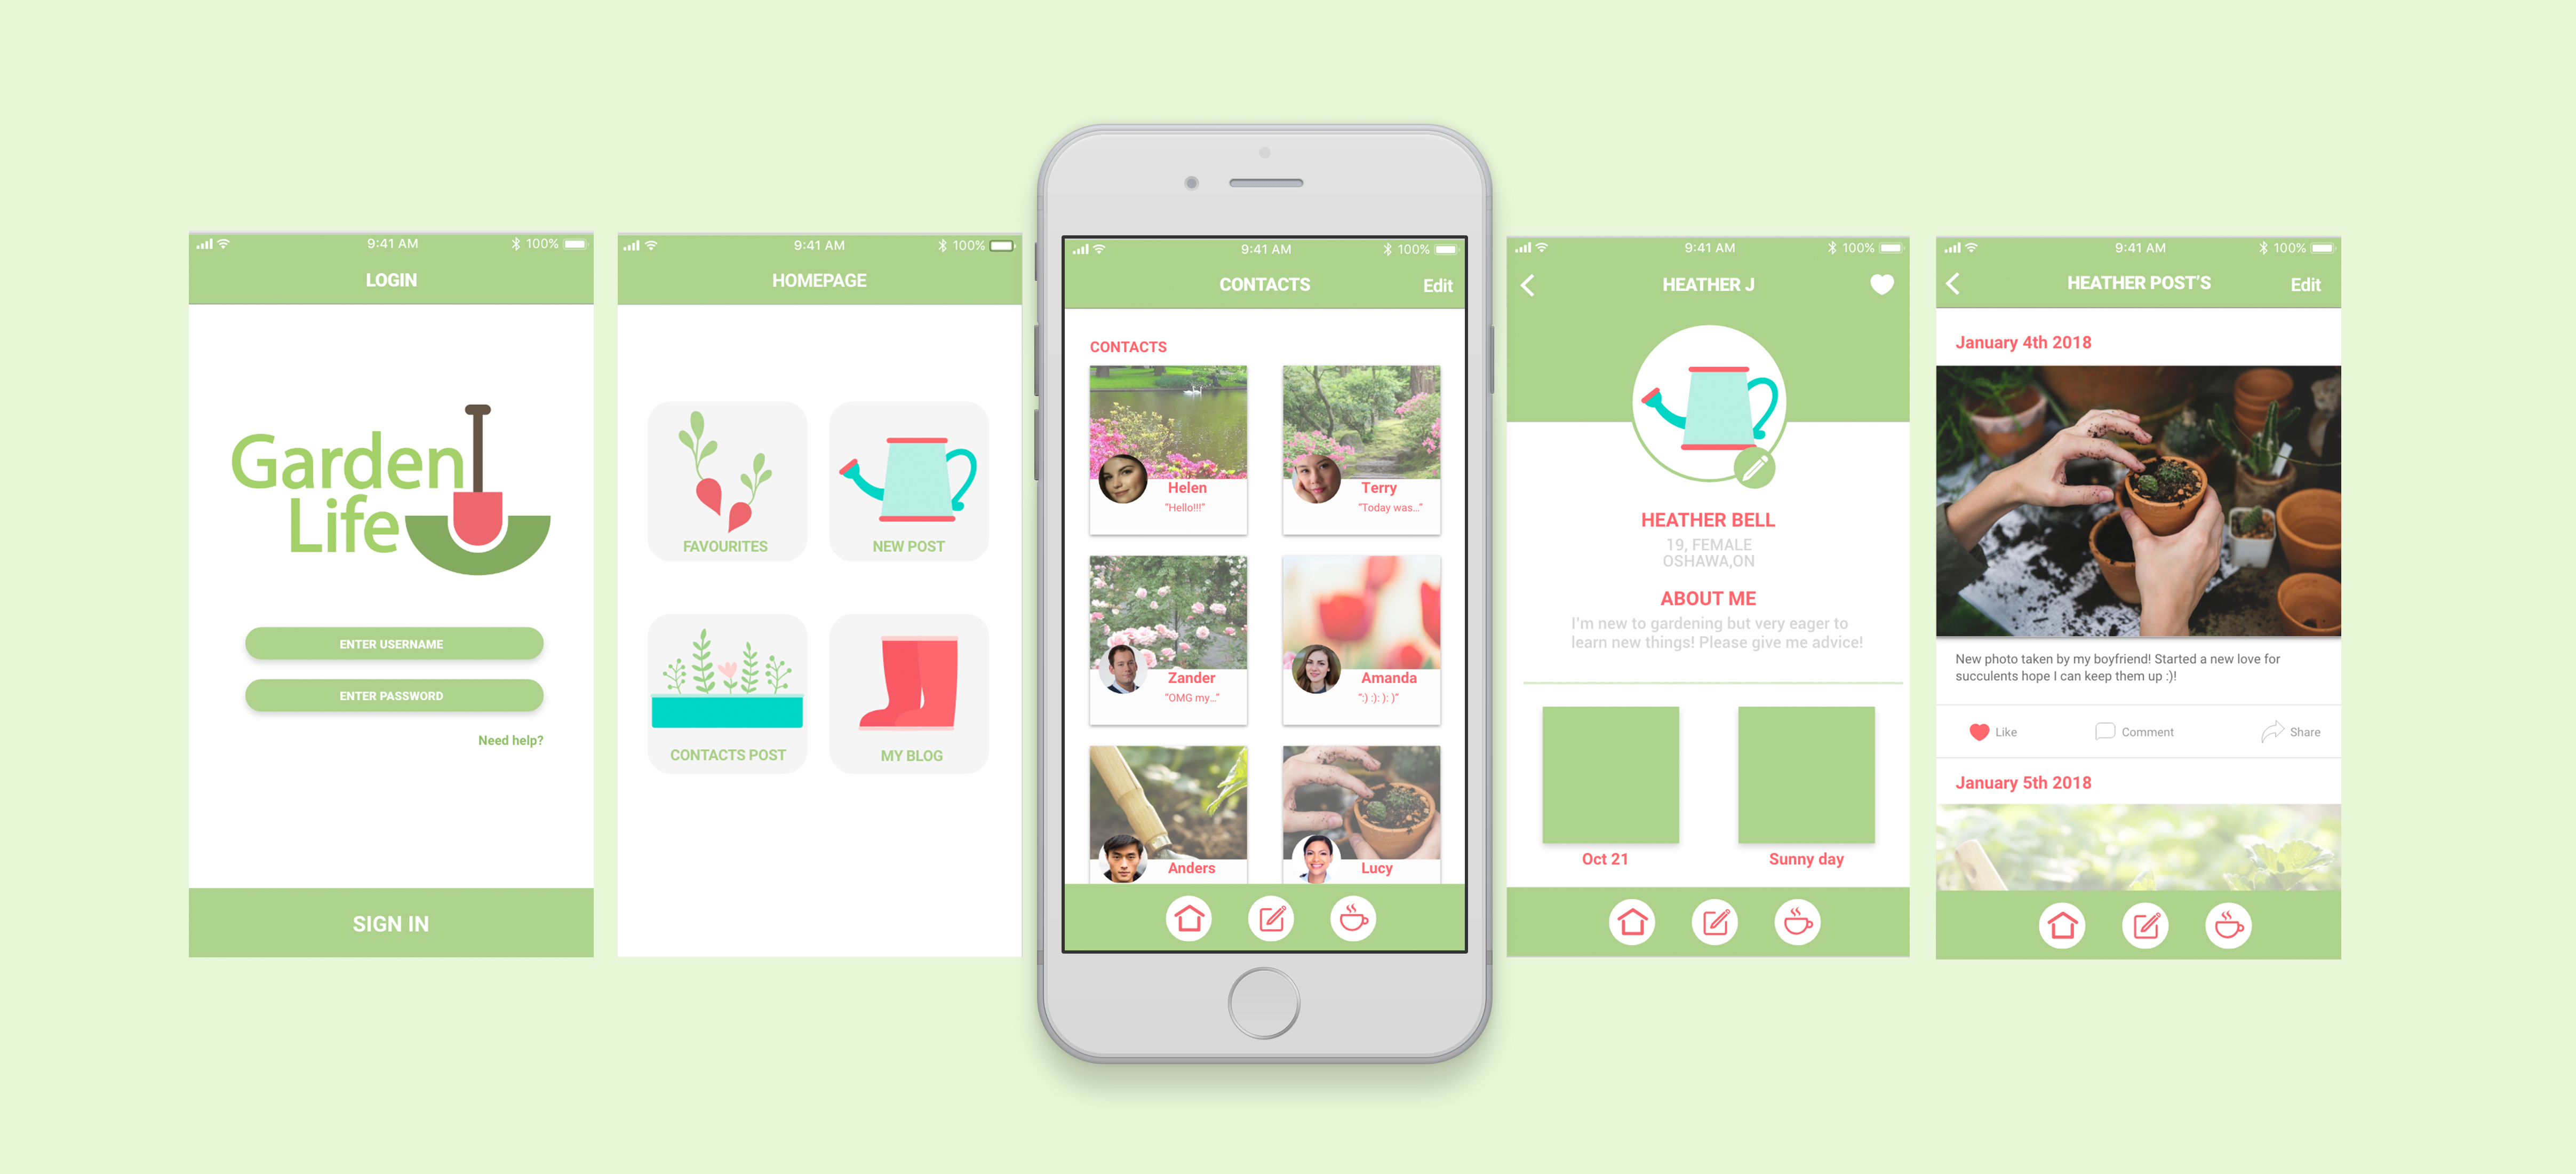 9:41 AM
100%
LOGIN
Garden
Life
ENTER USERNAME
ENTER PASSWORD
Need help?
SIGN IN
9:41 AM
100%
HOMEPAGE
FAVOURITES
NEW POST
CONTACTS POST
MY BLOG
9:41 AM
100%
CONTACTS
Edit
CONTACTS
Helen
"Hello!!!"
Terry
"Today was..."
Zander
"OMG my..."
Amanda
":) :): ): )"
Anders
Lucy
9:41 AM
100%
HEATHER J
HEATHER BELL
19, FEMALE
OSHAWA,ON
ABOUT ME
I'm new to gardening but very eager to
learn new things! Please give me advice!
Oct 21
Sunny day
9:41 AM
100%
HEATHER POST'S
Edit
January 4th 2018
New photo taken by my boyfriend! Started a new love for
succulents hope I can keep them up :)!
Like
Comment
Share
January 5th 2018